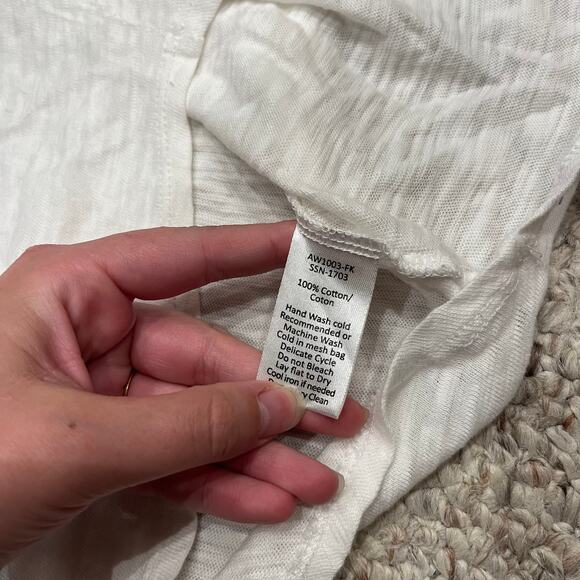 AW1003-FK
SSN-1703
100% Cotton/
Coton
Hand Wash cold
Recommended or
Machine Wash
Cold in mesh bag
Delicate Cycle
Do not Bleach
Lay flat to Dry
Cool iron if needed
Clean